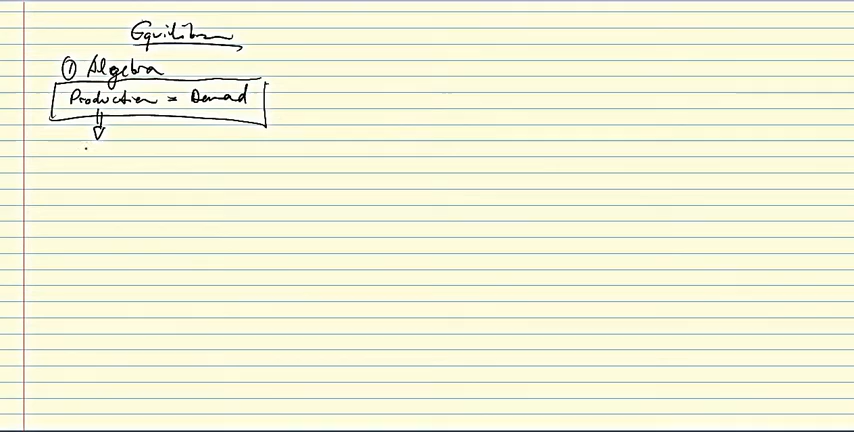 Equilibrium
① Algebra
Production = Demand